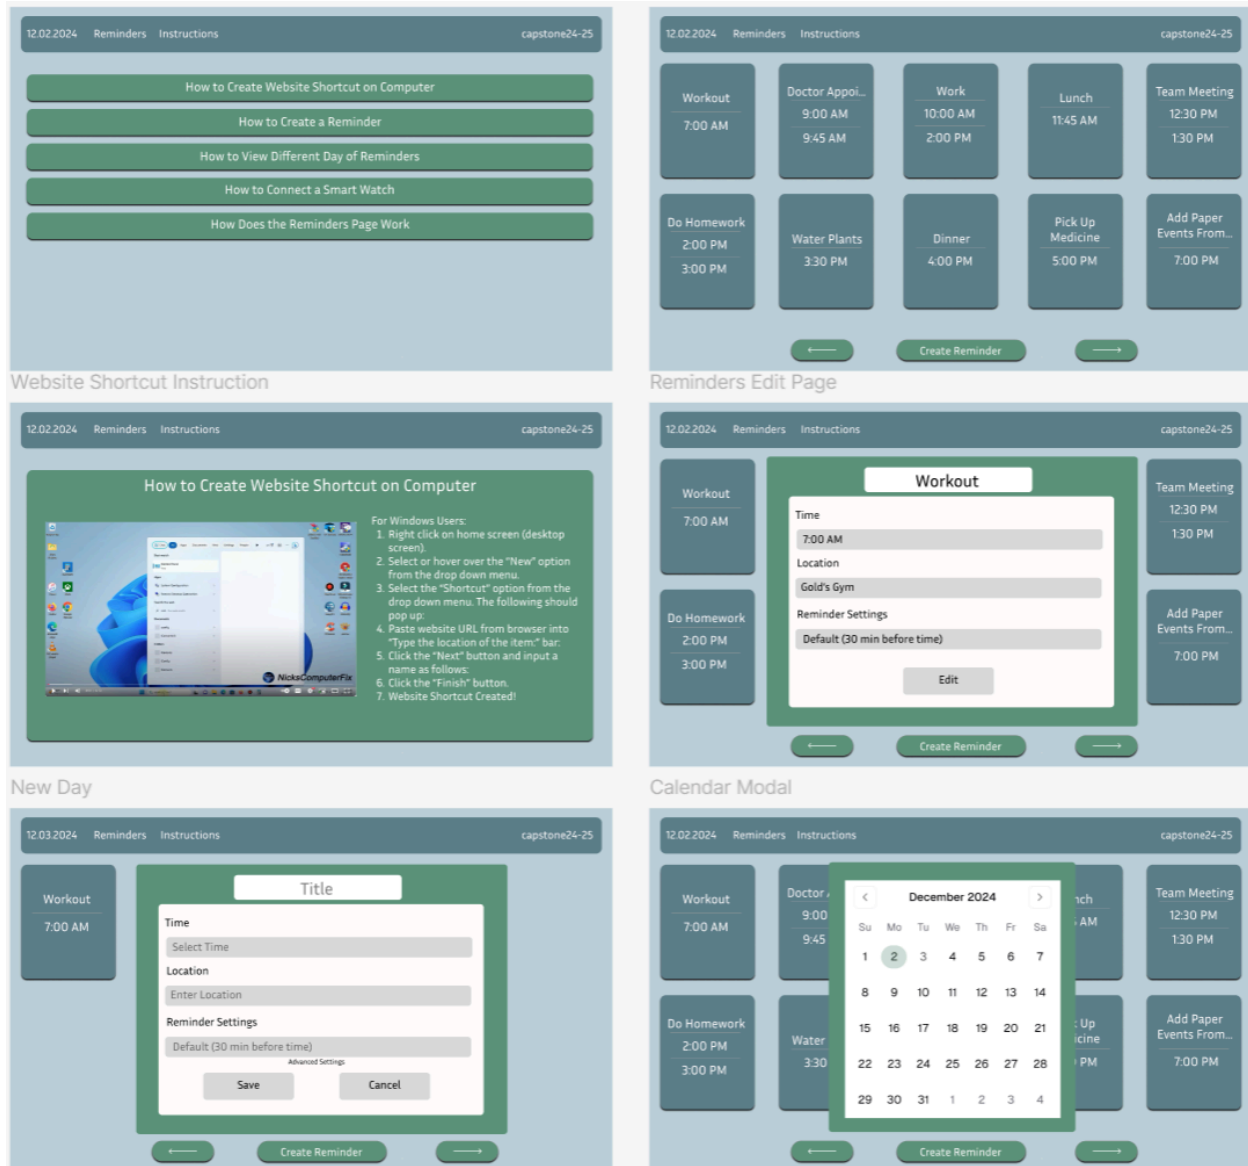 12.02.2024 Reminders Instructions capstone24-25
How to Create Website Shortcut on Computer
How to Create a Reminder
How to View Different Day of Reminders
How to Connect a Smart Watch
How Does the Reminders Page Work
12.02.2024 Reminders Instructions capstone24-25
Workout
7:00 AM
Doctor Appoi...
9:00 AM
9:45 AM
Work
10:00 AM
2:00 PM
Lunch
11:45 AM
Team Meeting
12:30 PM
1:30 PM
Do Homework
2:00 PM
3:00 PM
Water Plants
3:30 PM
Dinner
4:00 PM
Pick Up
Medicine
5:00 PM
Add Paper
Events From...
7:00 PM
Create Reminder
Website Shortcut Instruction
12.02.2024 Reminders Instructions capstone24-25
How to Create Website Shortcut on Computer
NicksComputerFix
For Windows Users:
1. Right click on home screen (desktop
screen).
2. Select or hover over the "New" option
from the drop down menu.
3. Select the "Shortcut" option from the
drop down menu. The following should
pop up:
4. Paste website URL from browser into
"Type the location of the item:" bar:
5. Click the "Next" button and input a
name as follows:
6. Click the "Finish" button.
7. Website Shortcut Created!
Reminders Edit Page
12.02.2024 Reminders Instructions capstone24-25
Workout
7:00 AM
Do Homework
2:00 PM
3:00 PM
Workout
Time
7:00 AM
Location
Gold's Gym
Reminder Settings
Default (30 min before time)
Edit
Team Meeting
12:30 PM
1:30 PM
Add Paper
Events From...
7:00 PM
Create Reminder
New Day
12.03.2024 Reminders Instructions capstone24-25
Workout
7:00 AM
Title
Time
Select Time
Location
Enter Location
Reminder Settings
Default (30 min before time)
Advanced Settings
Save Cancel
Create Reminder
Calendar Modal
12.02.2024 Reminders Instructions capstone24-25
Workout
7:00 AM
Doctor
9:00
9:45
December 2024
Su Mo Tu We Th Fr Sa
1 2 3 4 5 6 7
8 9 10 11 12 13 14
15 16 17 18 19 20 21
22 23 24 25 26 27 28
29 30 31 1 2 3 4
nch
AM
Team Meeting
12:30 PM
1:30 PM
Do Homework
2:00 PM
3:00 PM
Water
3:30
Up
icine
PM
Add Paper
Events From...
7:00 PM
Create Reminder